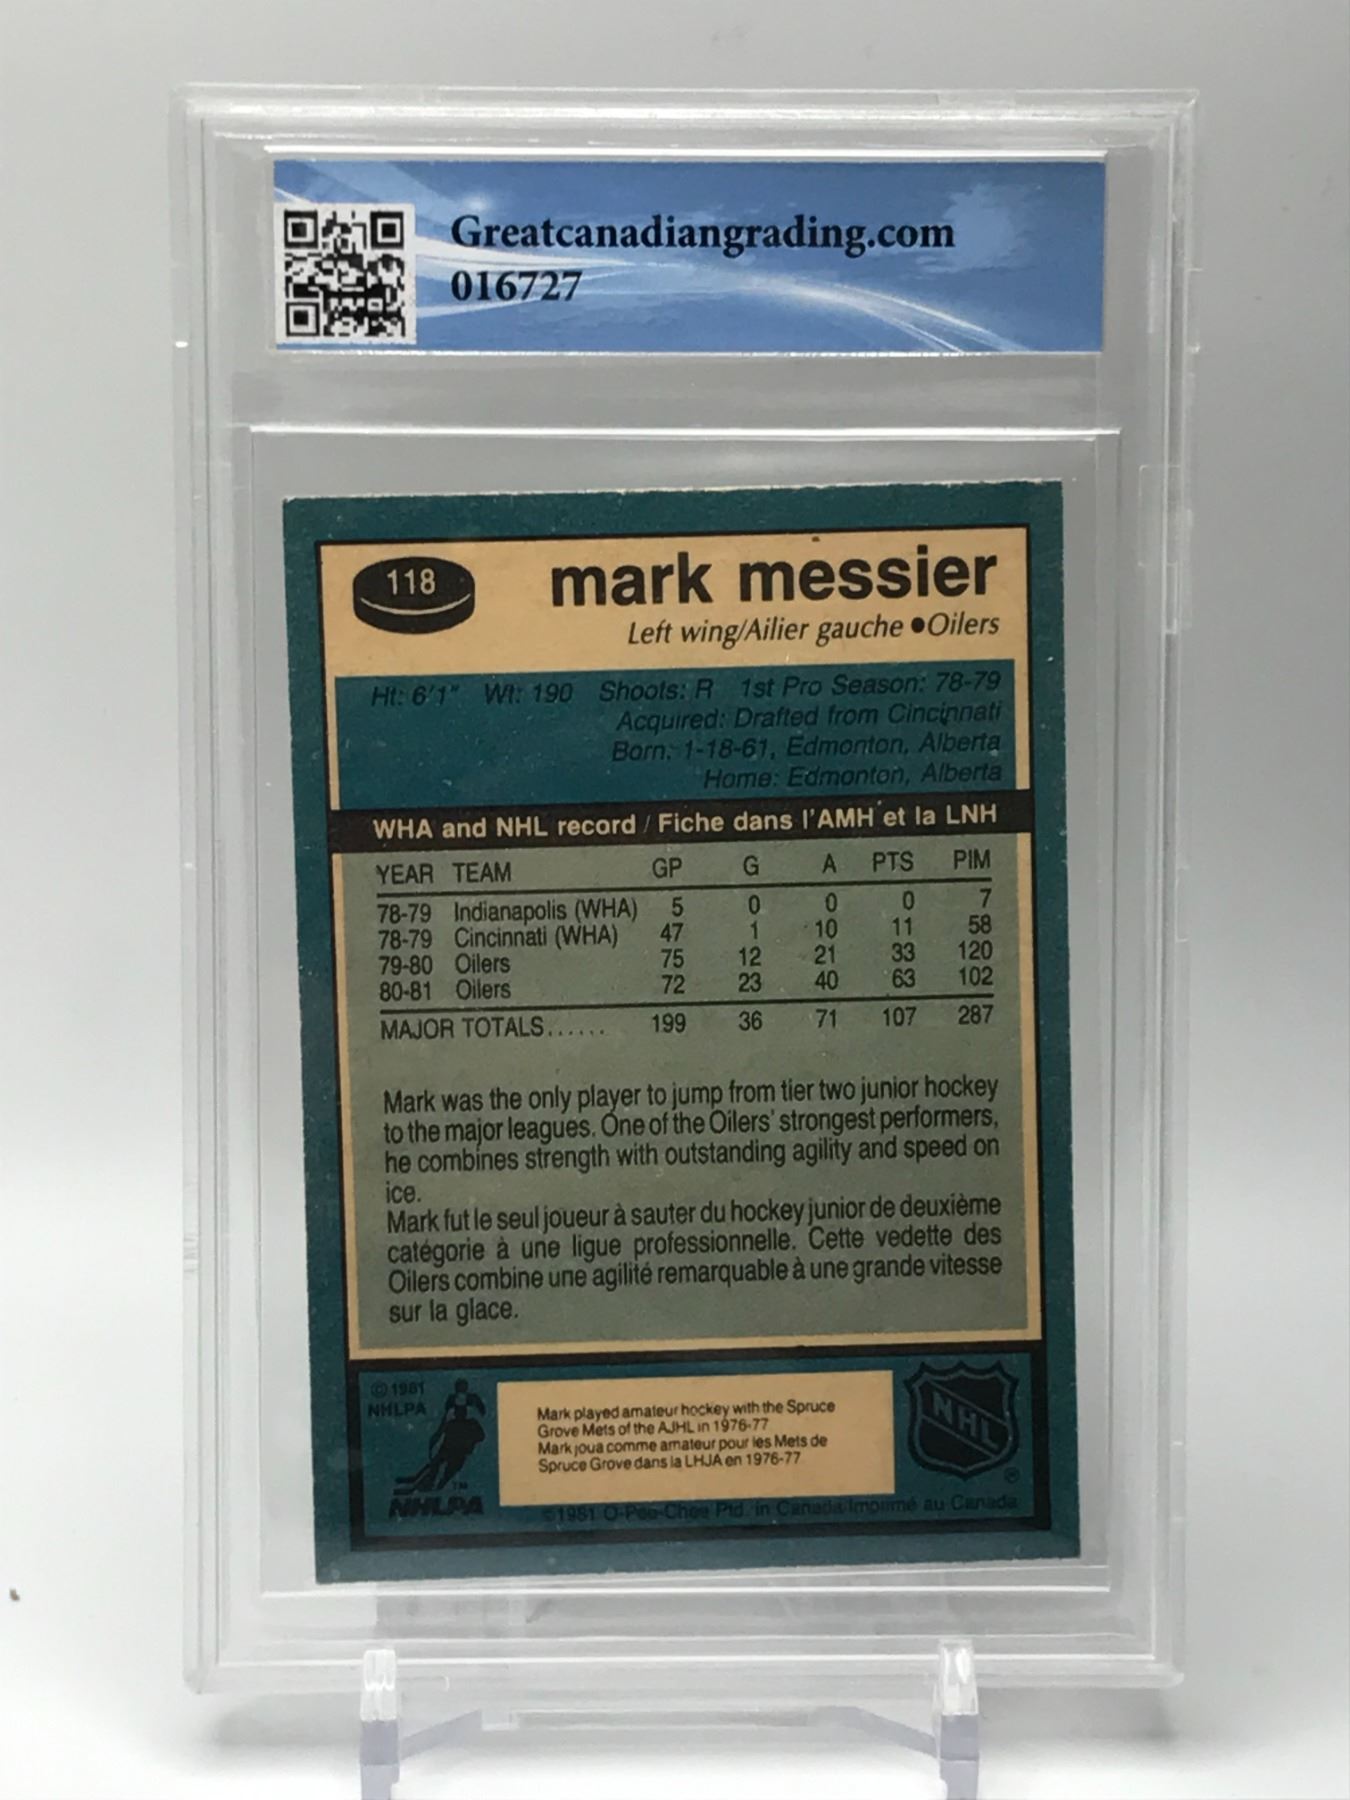 Greatcanadiangrading.com
016727
118
mark messier
Left wing/Ailier gauche ●Oilers
Ht: 6'1" Wt: 190 Shoots: R 1st Pro Season: 78-79
Acquired: Drafted from Cincinnati
Born: 1-18-61, Edmonton, Alberta
Home: Edmonton, Alberta
WHA and NHL record / Fiche dans l'AMH et la LNH
YEAR TEAM GP G A PTS PIM
78-79 Indianapolis (WHA) 5 0 0 0 7
78-79 Cincinnati (WHA) 47 1 10 11 58
79-80 Oilers 75 12 21 33 120
80-81 Oilers 72 23 40 63 102
MAJOR TOTALS...... 199 36 71 107 287
Mark was the only player to jump from tier two junior hockey
to the major leagues. One of the Oilers' strongest performers,
he combines strength with outstanding agility and speed on
ice.
Mark fut le seul joueur à sauter du hockey junior de deuxième
catégorie à une ligue professionnelle. Cette vedette des
Oilers combine une agilité remarquable à une grande vitesse
sur la glace.
© 1981
NHLPA
TM
NHLPA
Mark played amateur hockey with the Spruce
Grove Mets of the AJHL in 1976-77
Mark joua comme amateur pour les Mets de
Spruce Grove dans la LHJA en 1976-77
NHL
®
©1981 O-Pee-Chee Ptd. in Canada/Imprimé au Canada